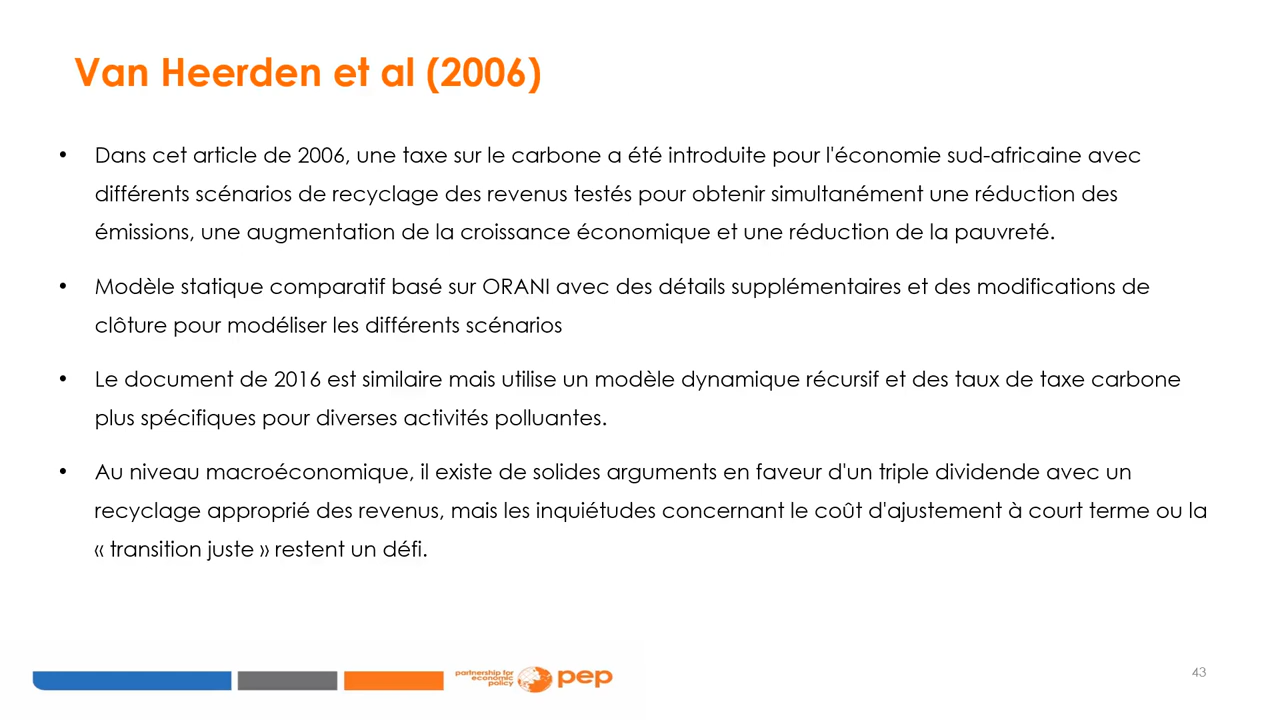 Van Heerden et al (2006)
• Dans cet article de 2006, une taxe sur le carbone a été introduite pour l'économie sud-africaine avec
différents scénarios de recyclage des revenus testés pour obtenir simultanément une réduction des
émissions, une augmentation de la croissance économique et une réduction de la pauvreté.
• Modèle statique comparatif basé sur ORANI avec des détails supplémentaires et des modifications de
clôture pour modéliser les différents scénarios
• Le document de 2016 est similaire mais utilise un modèle dynamique récursif et des taux de taxe carbone
plus spécifiques pour diverses activités polluantes.
• Au niveau macroéconomique, il existe de solides arguments en faveur d'un triple dividende avec un
recyclage approprié des revenus, mais les inquiétudes concernant le coût d'ajustement à court terme ou la
« transition juste » restent un défi.
partnership for
economic
policy
pep
43